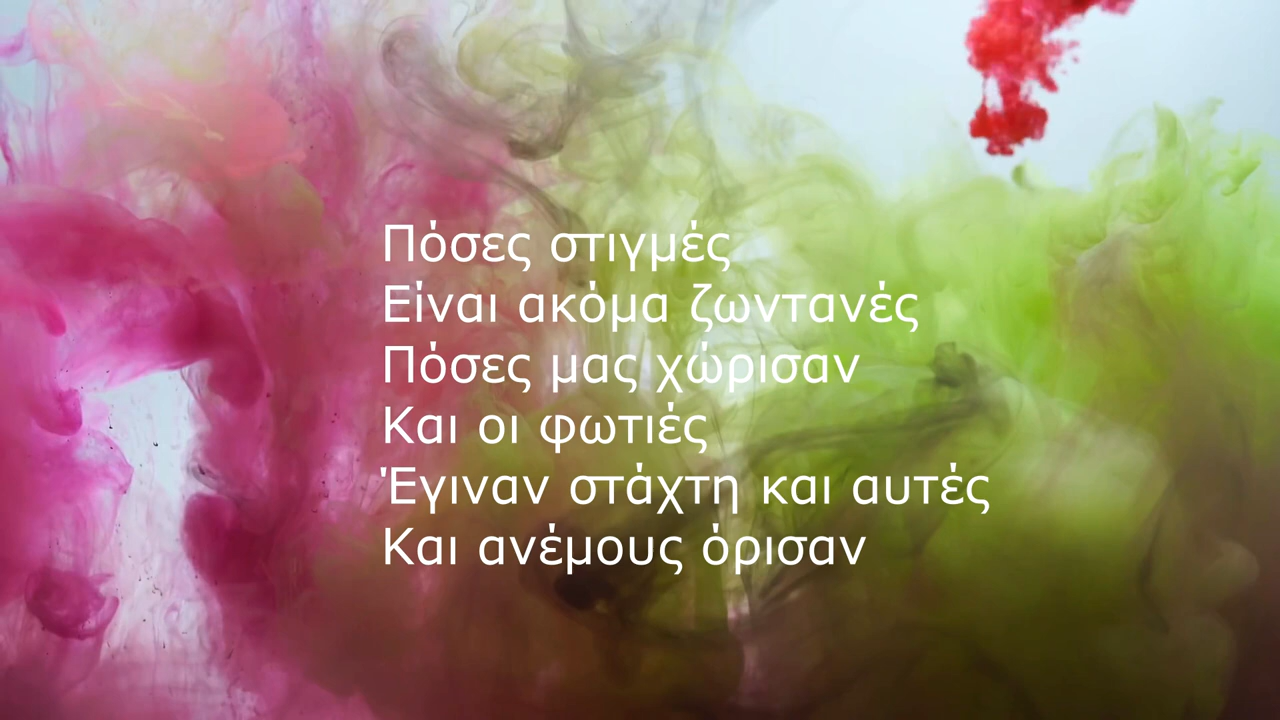 Πόσες στιγμές
Είναι ακόμα ζωντανές
Πόσες μας χώρισαν
Και οι φωτιές
Έγιναν στάχτη και αυτές
Και ανέμους όρισαν